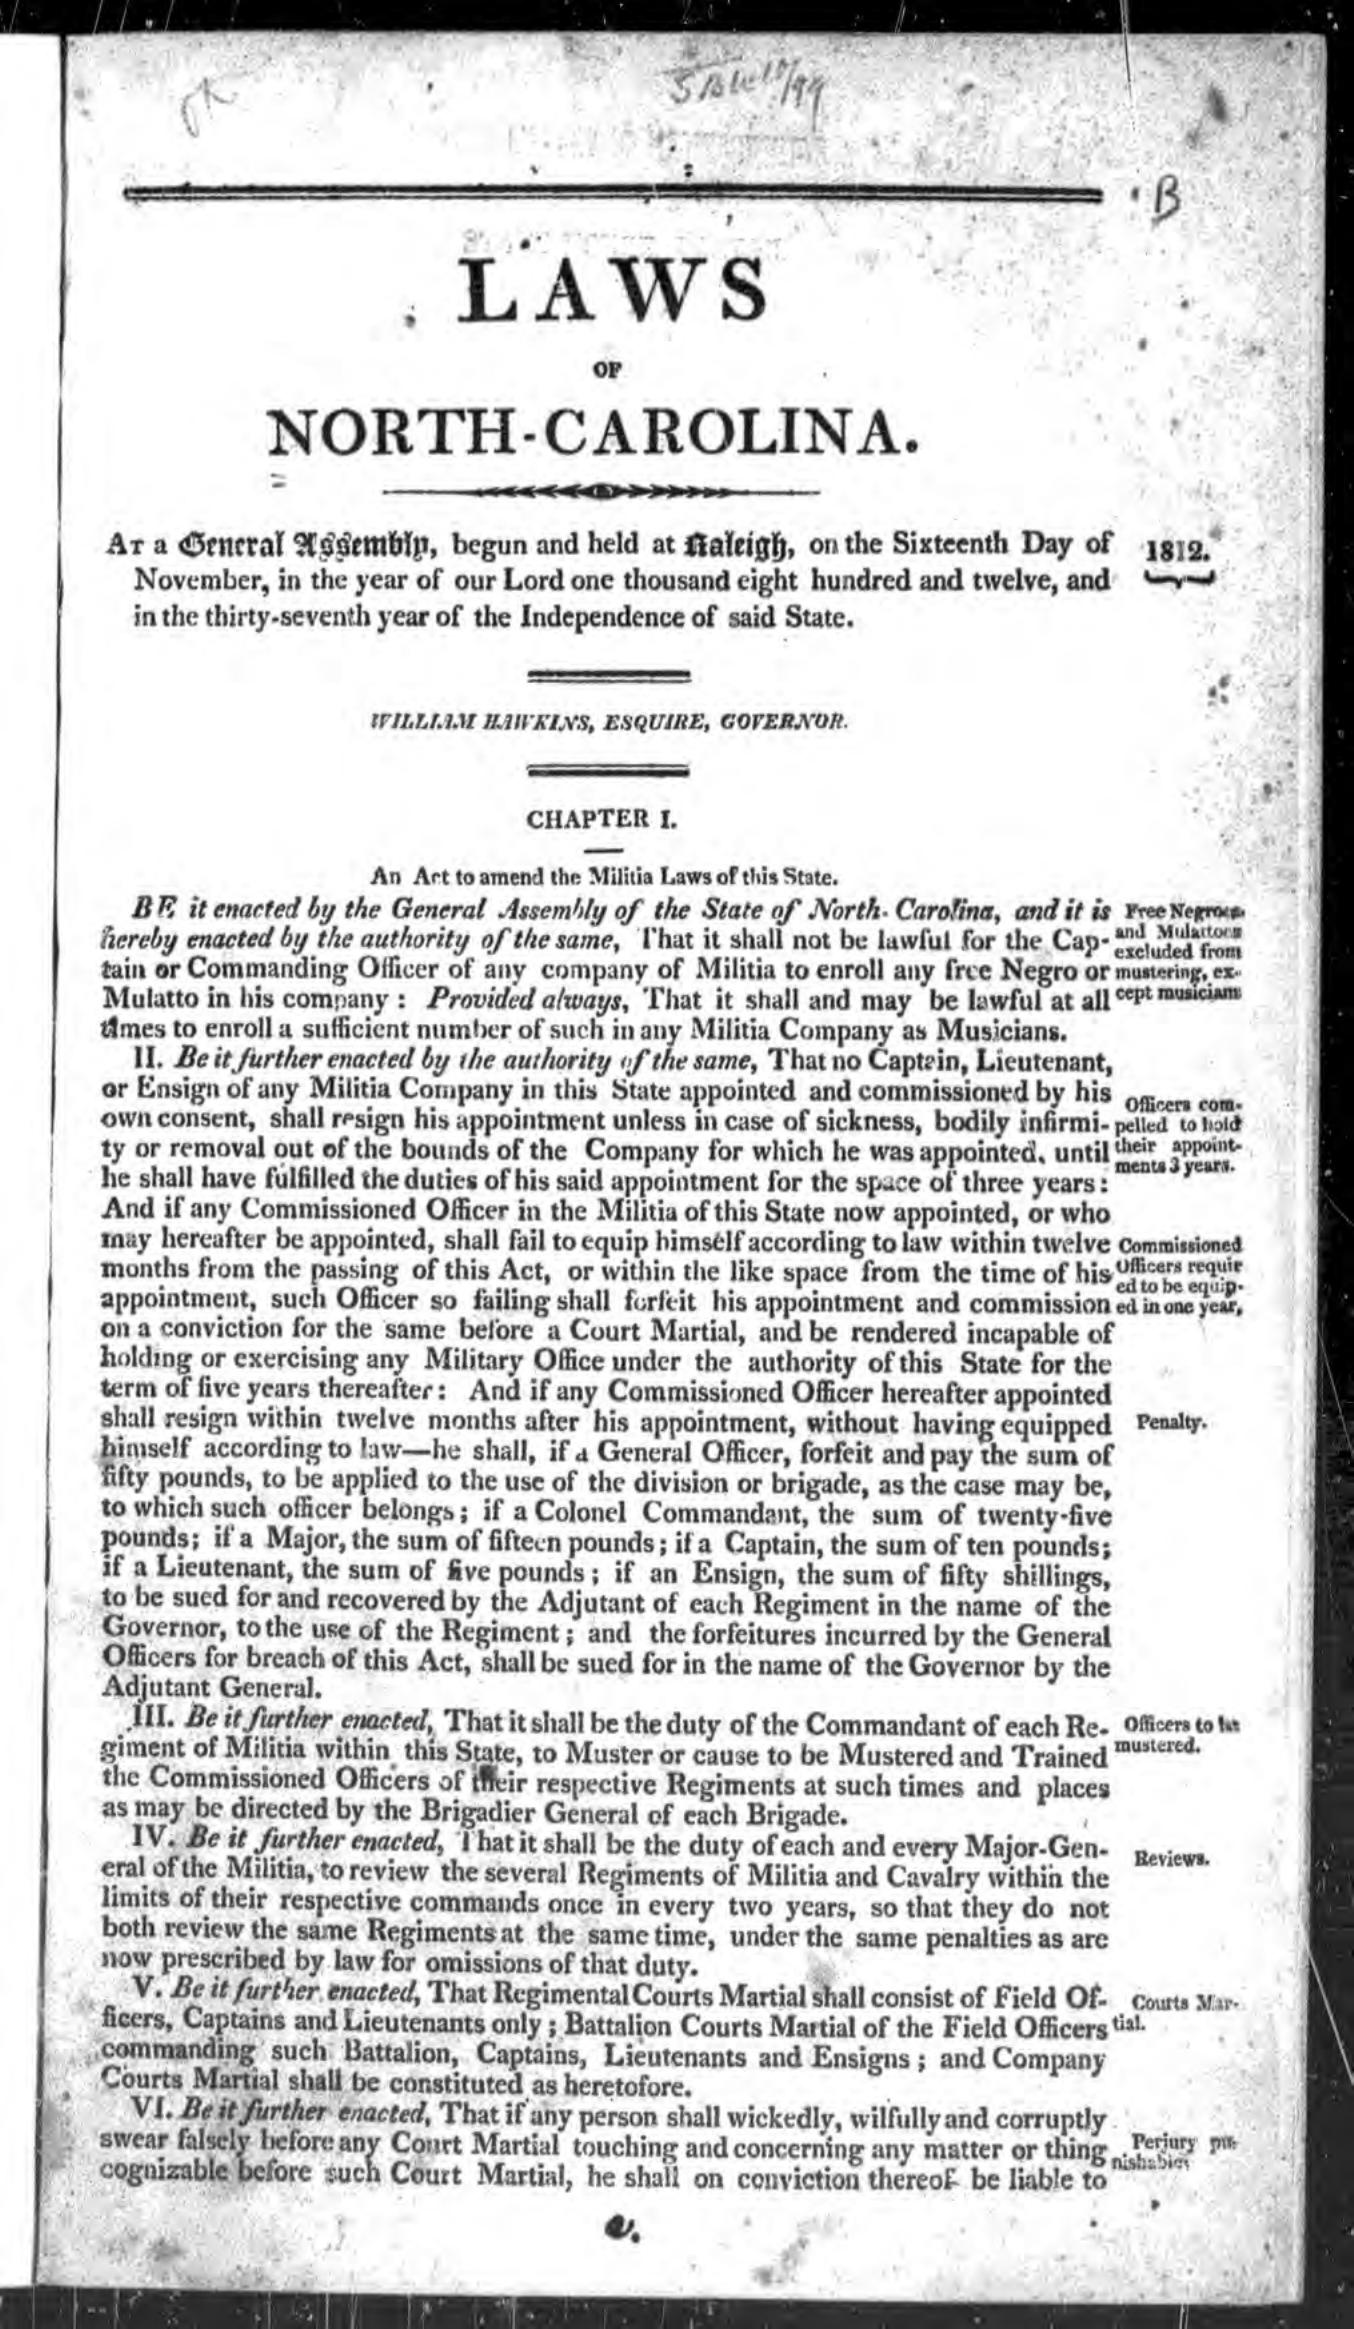 B
LAWS
OF
NORTH-CAROLINA.
AT a General Assembly, begun and held at Raleigh, on the Sixteenth Day of
November, in the year of our Lord one thousand eight hundred and twelve, and
in the thirty-seventh year of the Independence of said State.
1812.
WILLIAM HAWKINS, ESQUIRE, GOVERNOR.
CHAPTER I.
An Act to amend the Militia Laws of this State.
BE it enacted by the General Assembly of the State of North-Carolina, and it is
hereby enacted by the authority of the same, That it shall not be lawful for the Cap-
tain or Commanding Officer of any company of Militia to enroll any free Negro or
Mulatto in his company : Provided always, That it shall and may be lawful at all
times to enroll a sufficient number of such in any Militia Company as Musicians.
Free Negroes
and Mulattoes
excluded from
mustering, ex-
cept musicians
II. Be it further enacted by the authority of the same, That no Captain, Lieutenant,
or Ensign of any Militia Company in this State appointed and commissioned by his
own consent, shall resign his appointment unless in case of sickness, bodily infirmi-
ty or removal out of the bounds of the Company for which he was appointed, until
he shall have fulfilled the duties of his said appointment for the space of three years:
And if any Commissioned Officer in the Militia of this State now appointed, or who
may hereafter be appointed, shall fail to equip himself according to law within twelve
months from the passing of this Act, or within the like space from the time of his
appointment, such Officer so failing shall forfeit his appointment and commission
on a conviction for the same before a Court Martial, and be rendered incapable of
holding or exercising any Military Office under the authority of this State for the
term of five years thereafter: And if any Commissioned Officer hereafter appointed
shall resign within twelve months after his appointment, without having equipped
himself according to law—he shall, if a General Officer, forfeit and pay the sum of
fifty pounds, to be applied to the use of the division or brigade, as the case may be,
to which such officer belongs; if a Colonel Commandant, the sum of twenty-five
pounds; if a Major, the sum of fifteen pounds; if a Captain, the sum of ten pounds;
if a Lieutenant, the sum of five pounds; if an Ensign, the sum of fifty shillings,
to be sued for and recovered by the Adjutant of each Regiment in the name of the
Governor, to the use of the Regiment; and the forfeitures incurred by the General
Officers for breach of this Act, shall be sued for in the name of the Governor by the
Adjutant General.
Officers com-
pelled to hold
their appoint-
ments 3 years.
Commissioned
Officers requir
ed to be equip-
ed in one year,
Penalty.
III. Be it further enacted, That it shall be the duty of the Commandant of each Re-
giment of Militia within this State, to Muster or cause to be Mustered and Trained
the Commissioned Officers of their respective Regiments at such times and places
as may be directed by the Brigadier General of each Brigade.
Officers to be
mustered.
IV. Be it further enacted, That it shall be the duty of each and every Major-Gen-
eral of the Militia, to review the several Regiments of Militia and Cavalry within the
limits of their respective commands once in every two years, so that they do not
both review the same Regiments at the same time, under the same penalties as are
now prescribed by law for omissions of that duty.
Reviews.
V. Be it further enacted, That Regimental Courts Martial shall consist of Field Of-
ficers, Captains and Lieutenants only; Battalion Courts Martial of the Field Officers
commanding such Battalion, Captains, Lieutenants and Ensigns; and Company
Courts Martial shall be constituted as heretofore.
Courts Mar-
tial.
VI. Be it further enacted, That if any person shall wickedly, wilfully and corruptly
swear falsely before any Court Martial touching and concerning any matter or thing
cognizable before such Court Martial, he shall on conviction thereof be liable to
Perjury pu-
nishable.